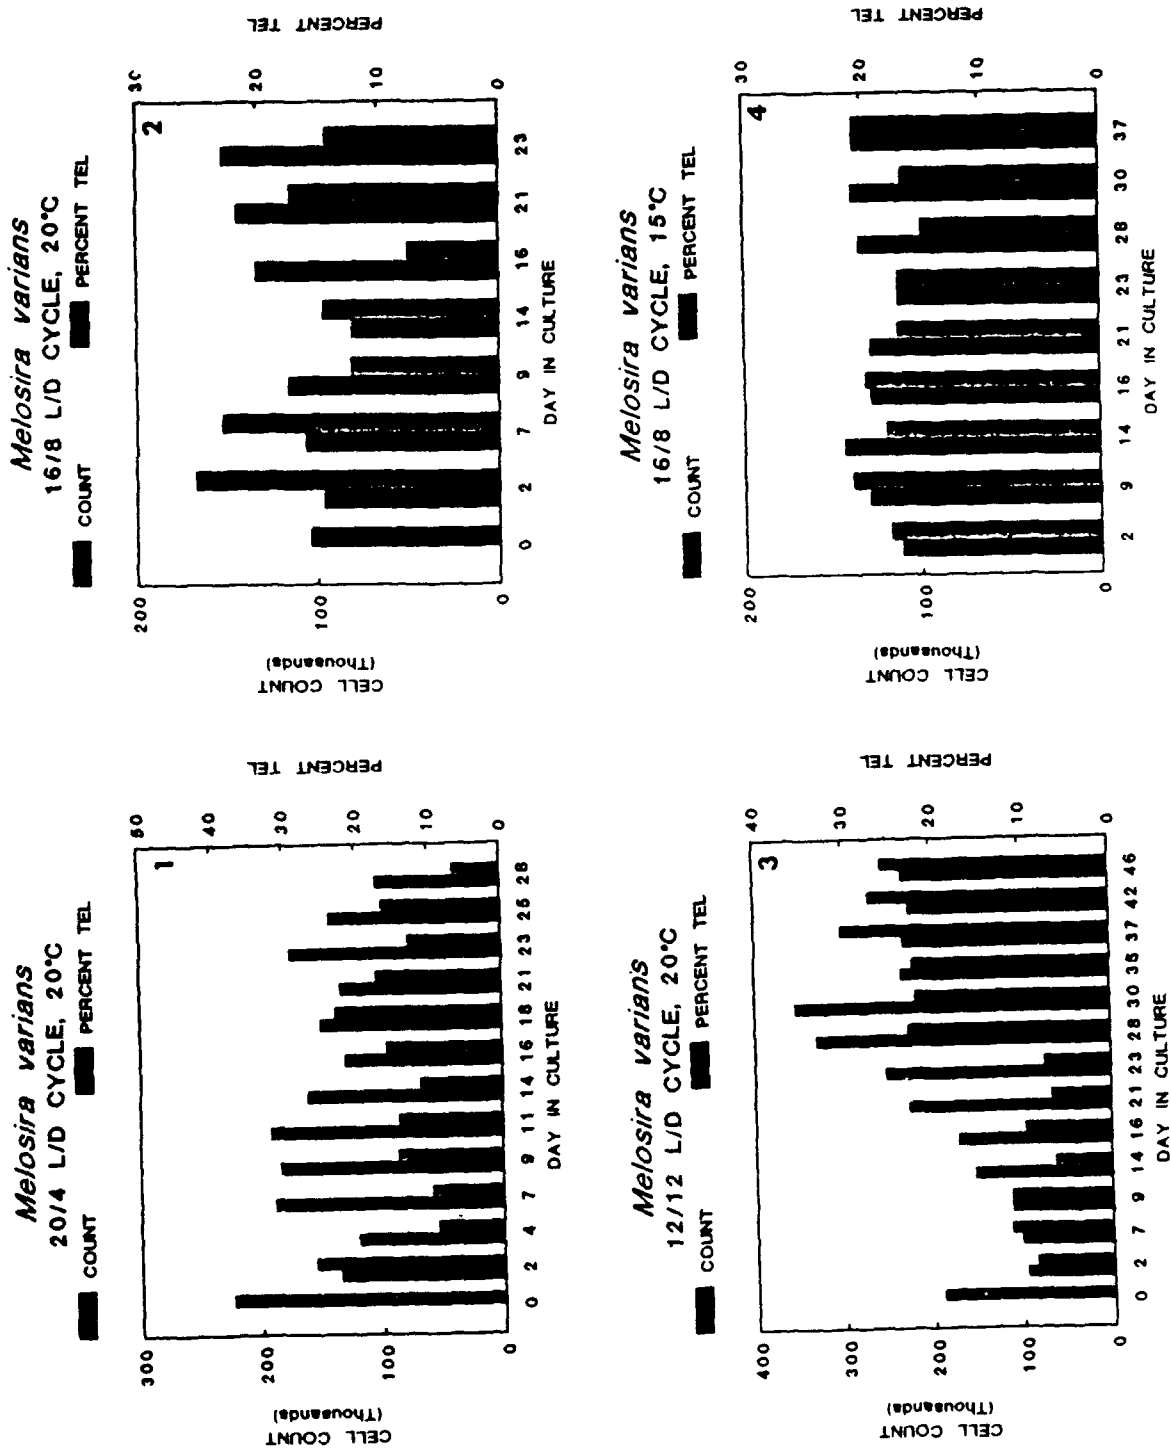 Melosira varians
20/4 L/D CYCLE, 20°C
COUNT PERCENT TEL
CELL COUNT
(Thousands)
300
200
100
0
PERCENT TEL
50
40
30
20
10
0
1
0 2 4 7 9 11 14 16 18 21 23 25 28
DAY IN CULTURE
Melosira varians
16/8 L/D CYCLE, 20°C
COUNT PERCENT TEL
CELL COUNT
(Thousands)
200
100
0
PERCENT TEL
30
20
10
0
2
0 2 7 9 14 16 21 23
DAY IN CULTURE
Melosira varians
12/12 L/D CYCLE, 20°C
COUNT PERCENT TEL
CELL COUNT
(Thousands)
400
300
200
100
0
PERCENT TEL
40
30
20
10
0
3
0 2 7 9 14 16 21 23 28 30 35 37 42 46
DAY IN CULTURE
Melosira varians
16/8 L/D CYCLE, 15°C
COUNT PERCENT TEL
CELL COUNT
(Thousands)
200
100
0
PERCENT TEL
30
20
10
0
4
2 9 14 16 21 23 28 30 37
DAY IN CULTURE